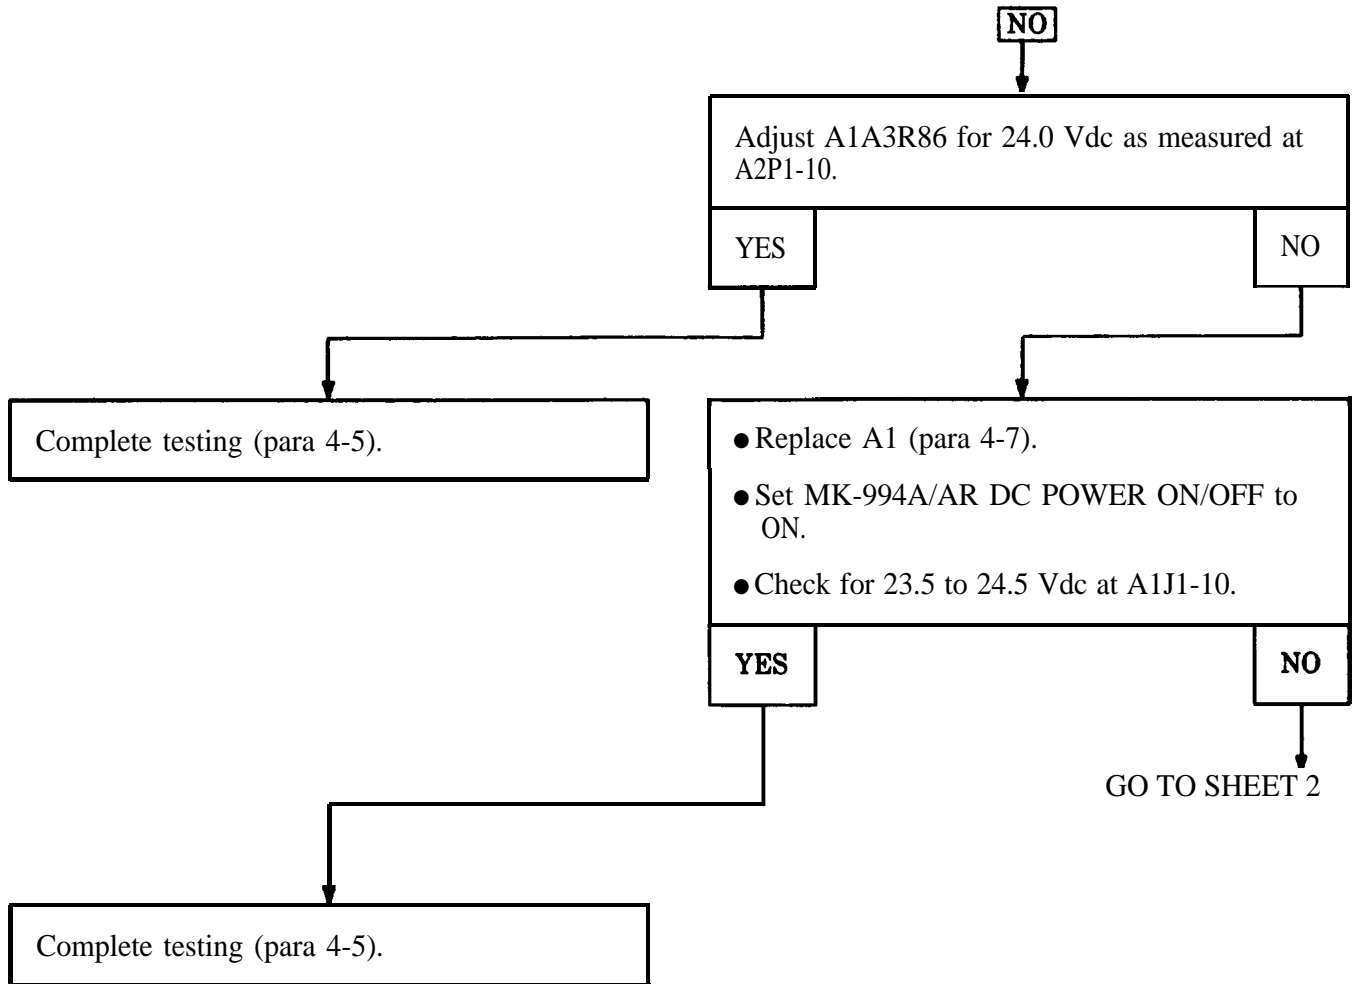 NO
Adjust A1A3R86 for 24.0 Vdc as measured at
A2P1-10.
YES
NO
Complete testing (para 4-5).
● Replace A1 (para 4-7).
● Set MK-994A/AR DC POWER ON/OFF to
ON.
● Check for 23.5 to 24.5 Vdc at A1J1-10.
YES
NO
GO TO SHEET 2
Complete testing (para 4-5).